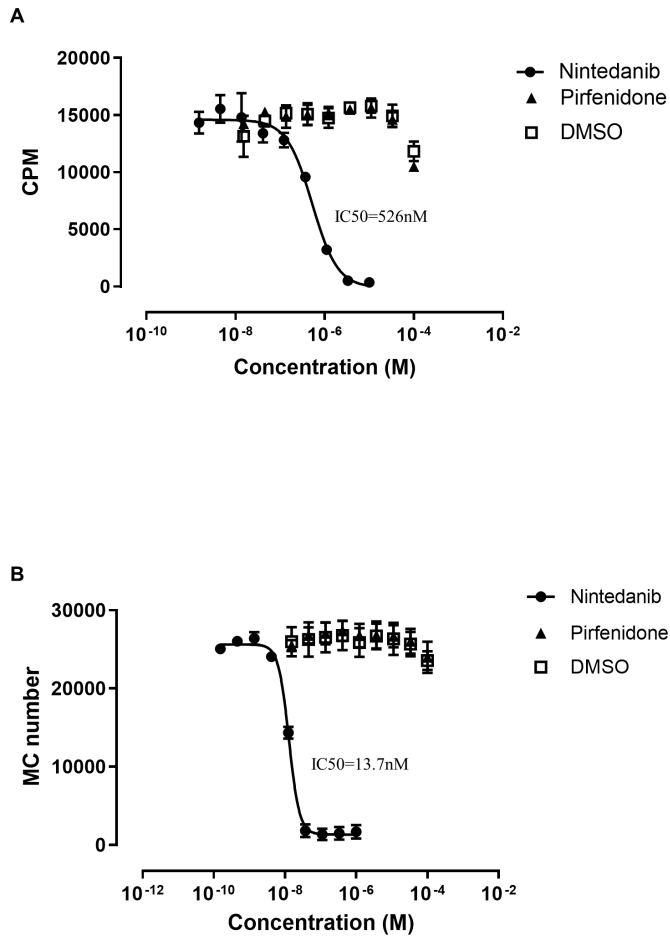 A
20000
15000
10000
5000
0
CPM
Nintedanib
Pirfenidone
DMSO
IC50=526nM
10-10
10-8
10-6
10-4
10-2
Concentration (M)
B
30000
20000
10000
0
MC number
Nintedanib
Pirfenidone
DMSO
IC50=13.7nM
10-12
10-10
10-8
10-6
10-4
10-2
Concentration (M)